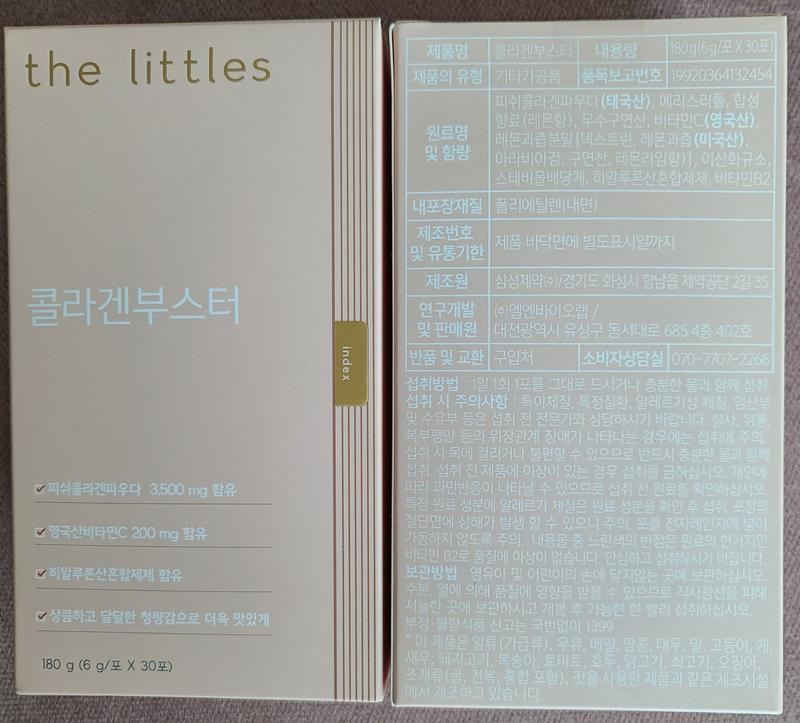 the littles
콜라겐부스터
index
피쉬콜라겐파우다 3,500 mg 함유
영국산비타민C 200 mg 함유
히알루론산혼합제제 함유
상큼하고 달달한 청량감으로 더욱 맛있게
180 g (6 g/포 X 30포)
제품명 콜라겐부스터 내용량 180g(6g/포 X 30포)
제품의 유형 기타가공품 품목보고번호 19920364132454
원료명 및 함량
피쉬콜라겐파우다(태국산), 에리스리톨, 합성
향료(레몬향), 우수구연산, 비타민C(영국산),
레몬과즙분말[덱스트린, 레몬과즙(미국산),
아라비아검, 구연산, 레몬라임향], 이산화규소,
스테비올배당체, 히알루론산혼합제제, 비타민B2
내포장재질 폴리에틸렌(내면)
제조번호 및 유통기한 제품 바닥면에 별도표시일까지
제조원 삼성제약㈜/경기도 화성시 향남읍 제약공단 2길 35
연구개발 및 판매원
㈜엘엔바이오랩 /
대전광역시 유성구 동서대로 685 4층 402호
반품 및 교환 구입처 소비자상담실 070-7707-2266
섭취방법 : 1일 1회 1포를 그대로 드시거나 충분한 물과 함께 섭취.
섭취 시 주의사항 : 특이체질, 특정질환, 알레르기성 체질, 임산부
및 수유부 등은 섭취 전 전문가와 상담하시기 바랍니다. 설사, 위통,
복부팽만 등의 위장관계 장애가 나타나는 경우에는 섭취에 주의.
섭취 시 목에 걸리거나 불편할 수 있으므로 반드시 충분한 물과 함께
섭취. 섭취 전 제품에 이상이 있는 경우 섭취를 금하십시오. 개인에
따라 과민반응이 나타날 수 있으므로 섭취 전 원료를 확인하십시오.
특정 원료 성분에 알레르기 체질은 원료 성분을 확인 후 섭취. 포장의
절단면에 상해가 발생 할 수 있으니 주의. 포를 전자레인지에 넣어
가동하지 않도록 주의. 내용물 중 노란색의 반점은 원료의 한가지인
비타민 B2로 품질에 이상이 없습니다. 안심하고 섭취하시기 바랍니다.
보관방법 : 영유아 및 어린이의 손에 닿지않는 곳에 보관하십시오.
수분, 열에 의해 품질에 영향을 받을 수 있으므로 직사광선을 피해
서늘한 곳에 보관하시고 개봉 후 가능한 한 빨리 섭취하십시오.
부정·불량식품 신고는 국번없이 1399
* 이 제품은 알류(가금류), 우유, 메밀, 땅콩, 대두, 밀, 고등어, 게,
새우, 돼지고기, 복숭아, 토마토, 호두, 닭고기, 쇠고기, 오징어,
조개류(굴, 전복, 홍합 포함), 잣을 사용한 제품과 같은 제조시설
에서 제조하고 있습니다.